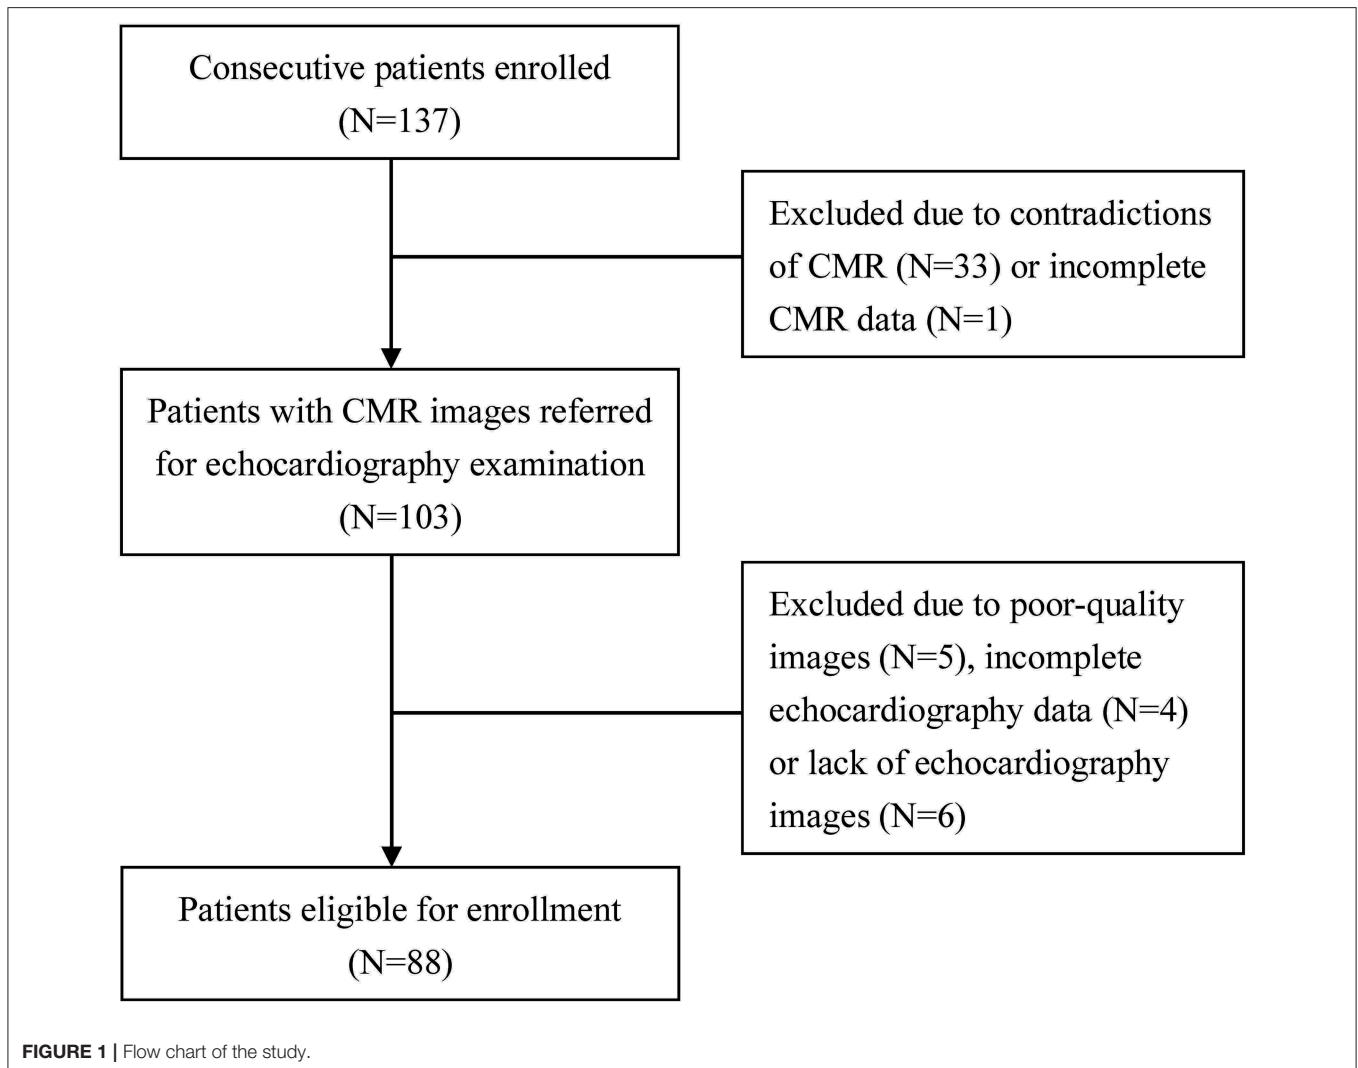 Consecutive patients enrolled
(N=137)
Excluded due to contradictions
of CMR (N=33) or incomplete
CMR data (N=1)
Patients with CMR images referred
for echocardiography examination
(N=103)
Excluded due to poor-quality
images (N=5), incomplete
echocardiography data (N=4)
or lack of echocardiography
images (N=6)
Patients eligible for enrollment
(N=88)
FIGURE 1 | Flow chart of the study.